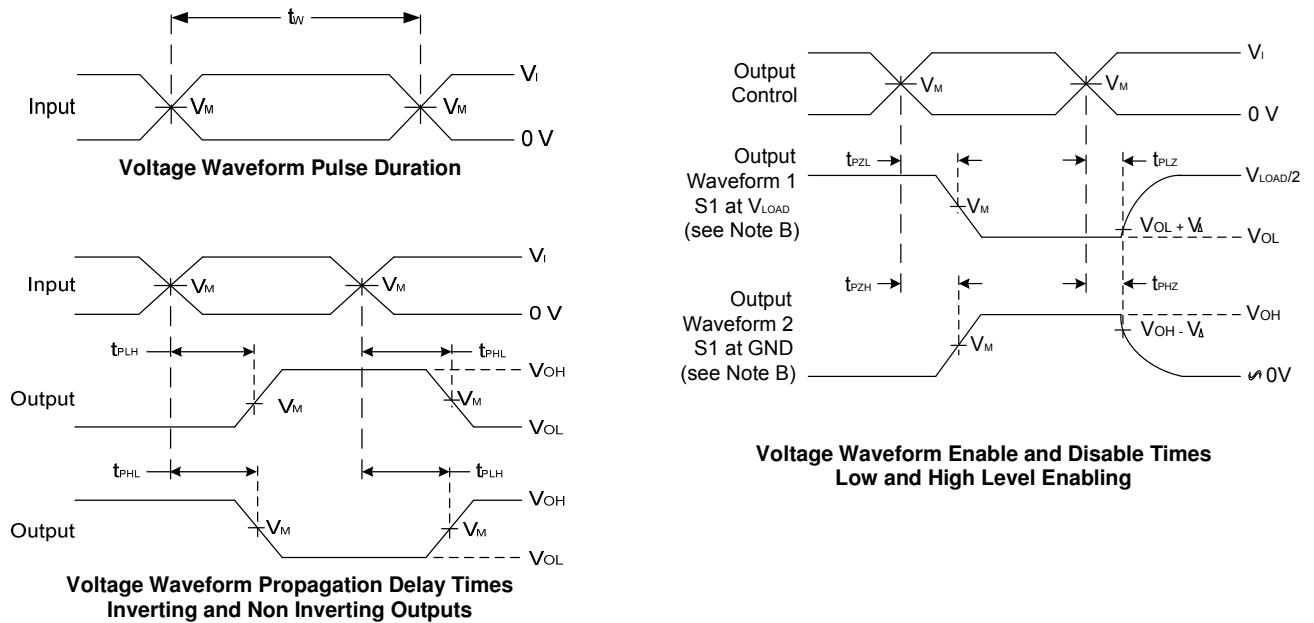 tW
Input
VM
VM
VI
0 V
Voltage Waveform Pulse Duration
Input
VM
VM
VI
0 V
tPLH
tPHL
VOH
Output
VM
VM
VOL
tPHL
tPLH
VOH
Output
VM
VM
VOL
Voltage Waveform Propagation Delay Times
Inverting and Non Inverting Outputs
Output
Control
VM
VM
VI
0 V
Output
Waveform 1
S1 at VLOAD
(see Note B)
tPZL
tPLZ
VLOAD/2
VM
VOL + VΔ
VOL
Output
Waveform 2
S1 at GND
(see Note B)
tPZH
tPHZ
VOH
VM
VOH - VΔ
∽0V
Voltage Waveform Enable and Disable Times
Low and High Level Enabling